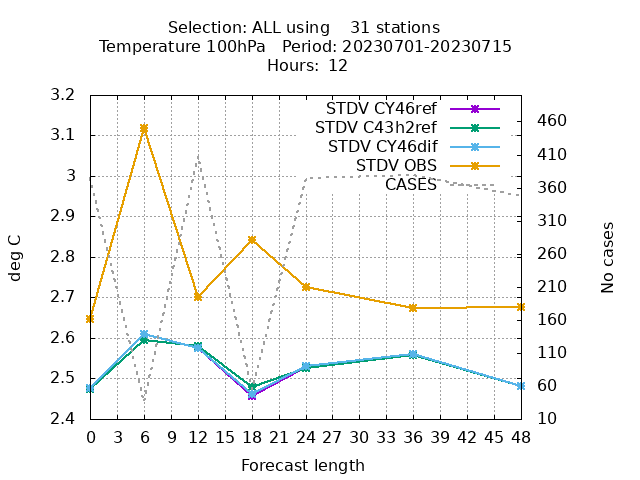 Selection: ALL using    31 stations
Temperature 100hPa   Period: 20230701-20230715
Hours: 12
STDV CY46ref
STDV C43h2ref
STDV CY46dif
STDV OBS
CASES
deg C
3.2
3.1
3
2.9
2.8
2.7
2.6
2.5
2.4
460
410
360
310
260
210
160
110
60
10
No cases
0 3 6 9 12 15 18 21 24 27 30 33 36 39 42 45 48
Forecast length